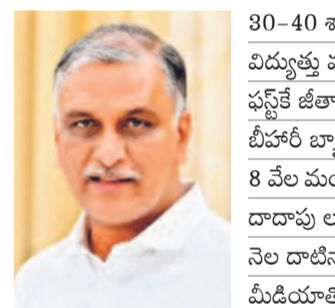 30-40 శ
విద్యుత్తు
ఫస్ట్‌కే జీతా
బీహారీ బ్యా
8 వేల మం
దాదాపు ల
నెల దాటిన
మీడియాతి